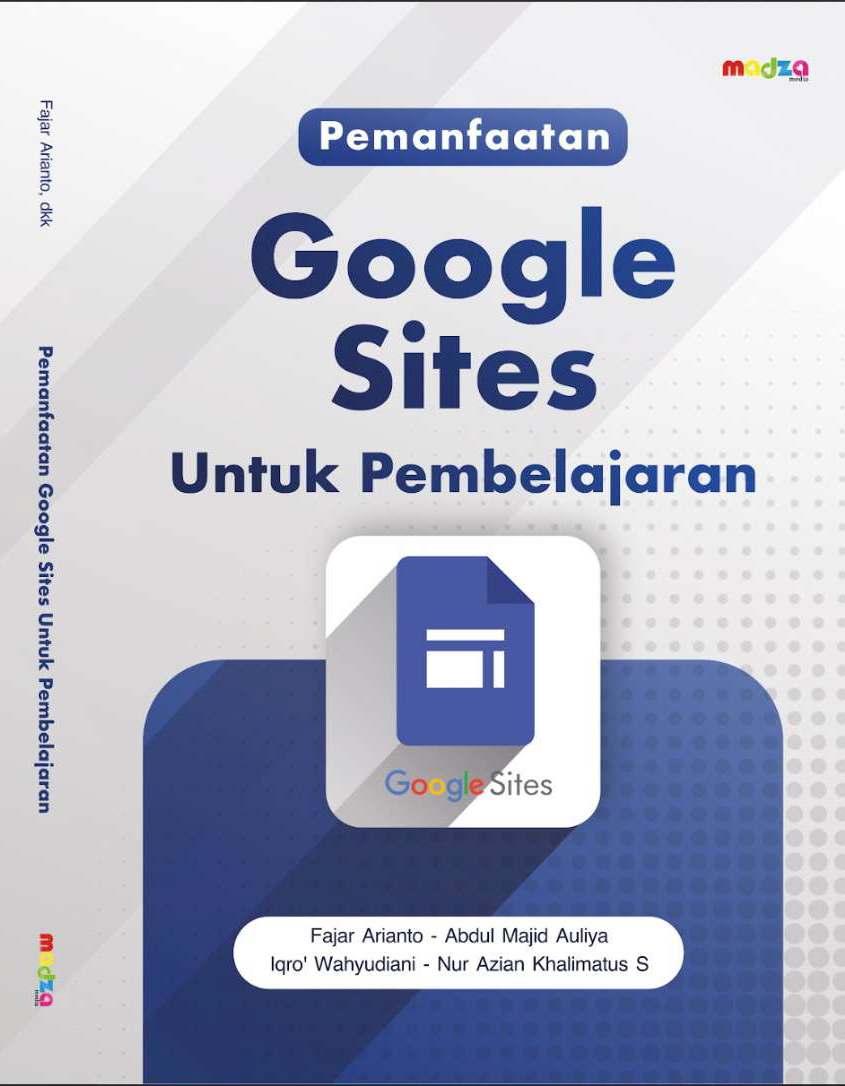 madza
media
Pemanfaatan
Google
Sites
Untuk Pembelajaran
Google Sites
Fajar Arianto - Abdul Majid Auliya
Iqro' Wahyudiani - Nur Azian Khalimatus S
Fajar Arianto, dkk
Pemanfaatan Google Sites Untuk Pembelajaran
madza
media